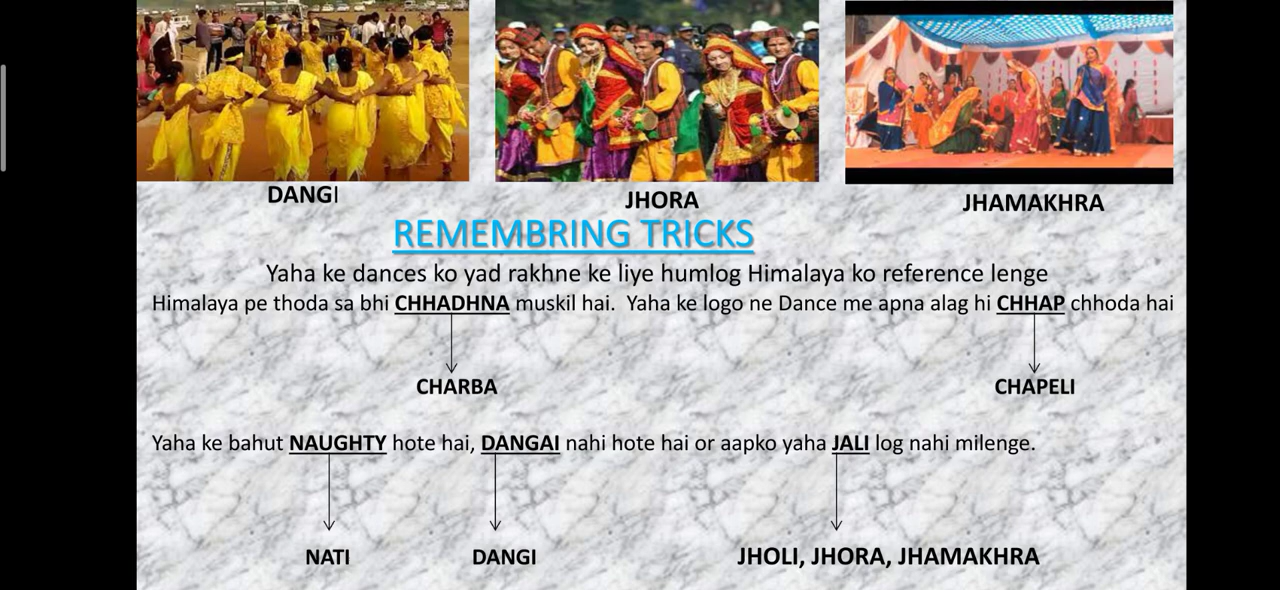 DANGI
JHORA
JHAMAKHRA
REMEMBRING TRICKS
Yaha ke dances ko yad rakhne ke liye humlog Himalaya ko reference lenge
Himalaya pe thoda sa bhi CHHADHNA muskil hai. Yaha ke logo ne Dance me apna alag hi CHHAP chhoda hai
CHARBA
CHAPELI
Yaha ke bahut NAUGHTY hote hai, DANGAI nahi hote hai or aapko yaha JALI log nahi milenge.
NATI
DANGI
JHOLI, JHORA, JHAMAKHRA